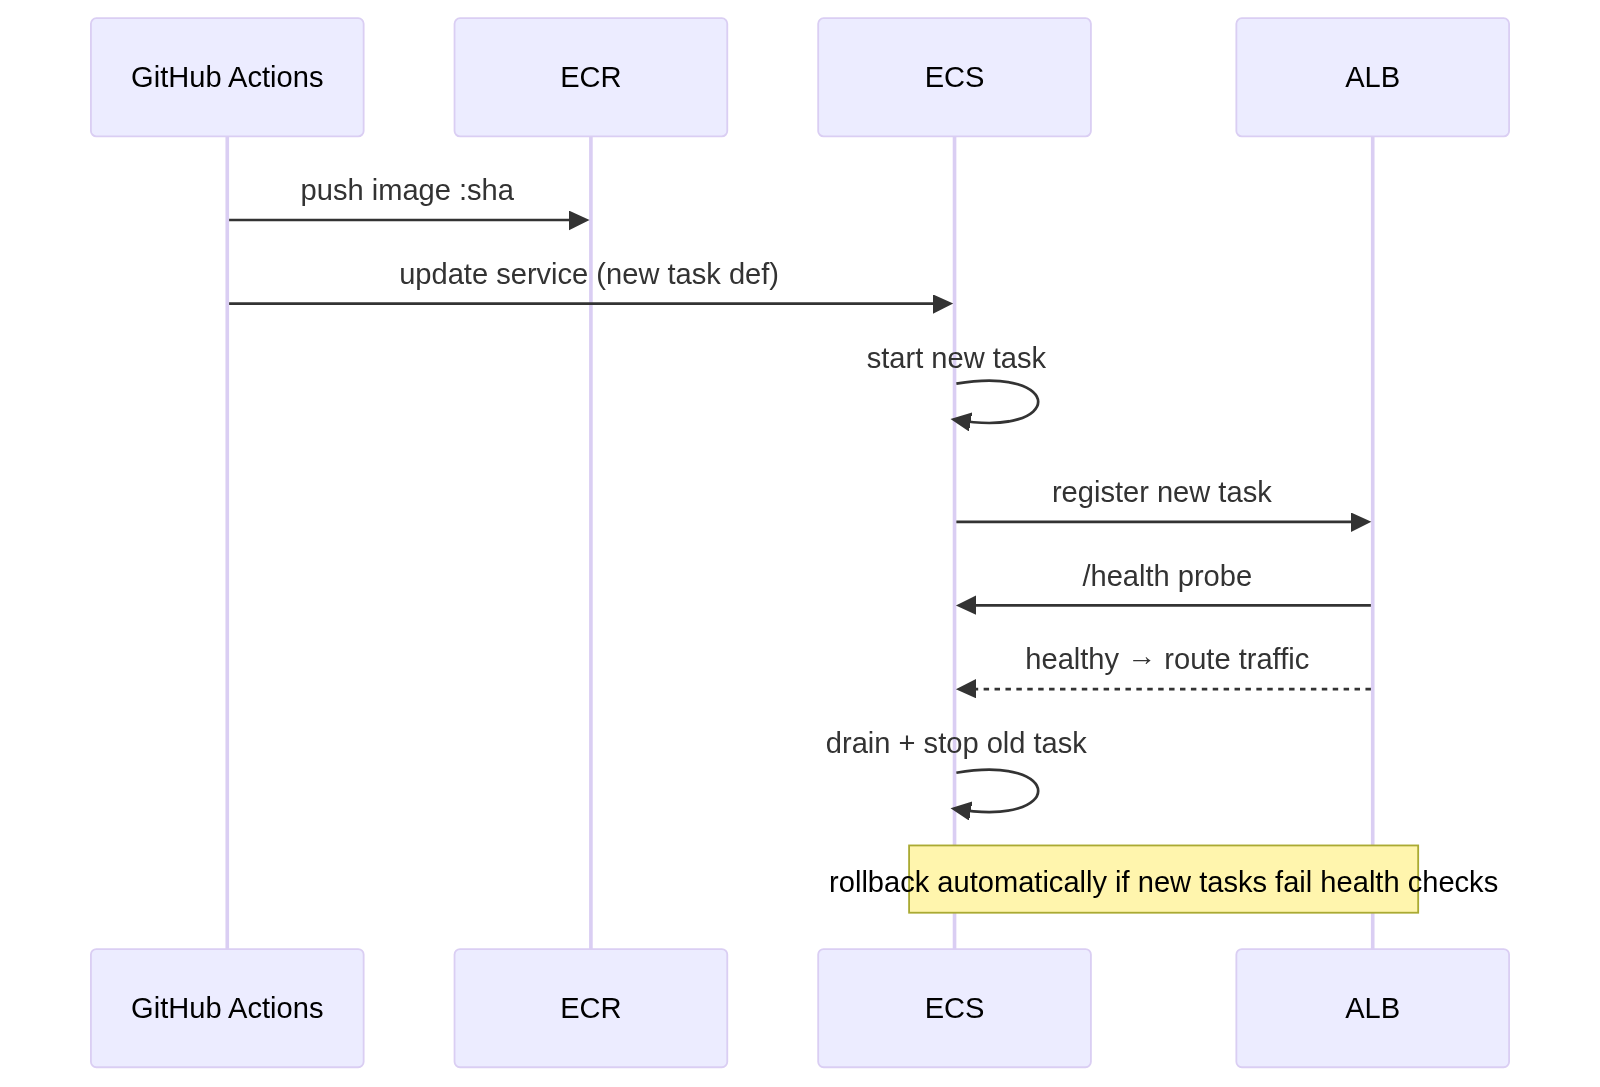 GitHub Actions
ECR
ECS
ALB
push image :sha
update service (new task def)
start new task
register new task
/health probe
healthy → route traffic
drain + stop old task
rollback automatically if new tasks fail health checks
GitHub Actions
ECR
ECS
ALB